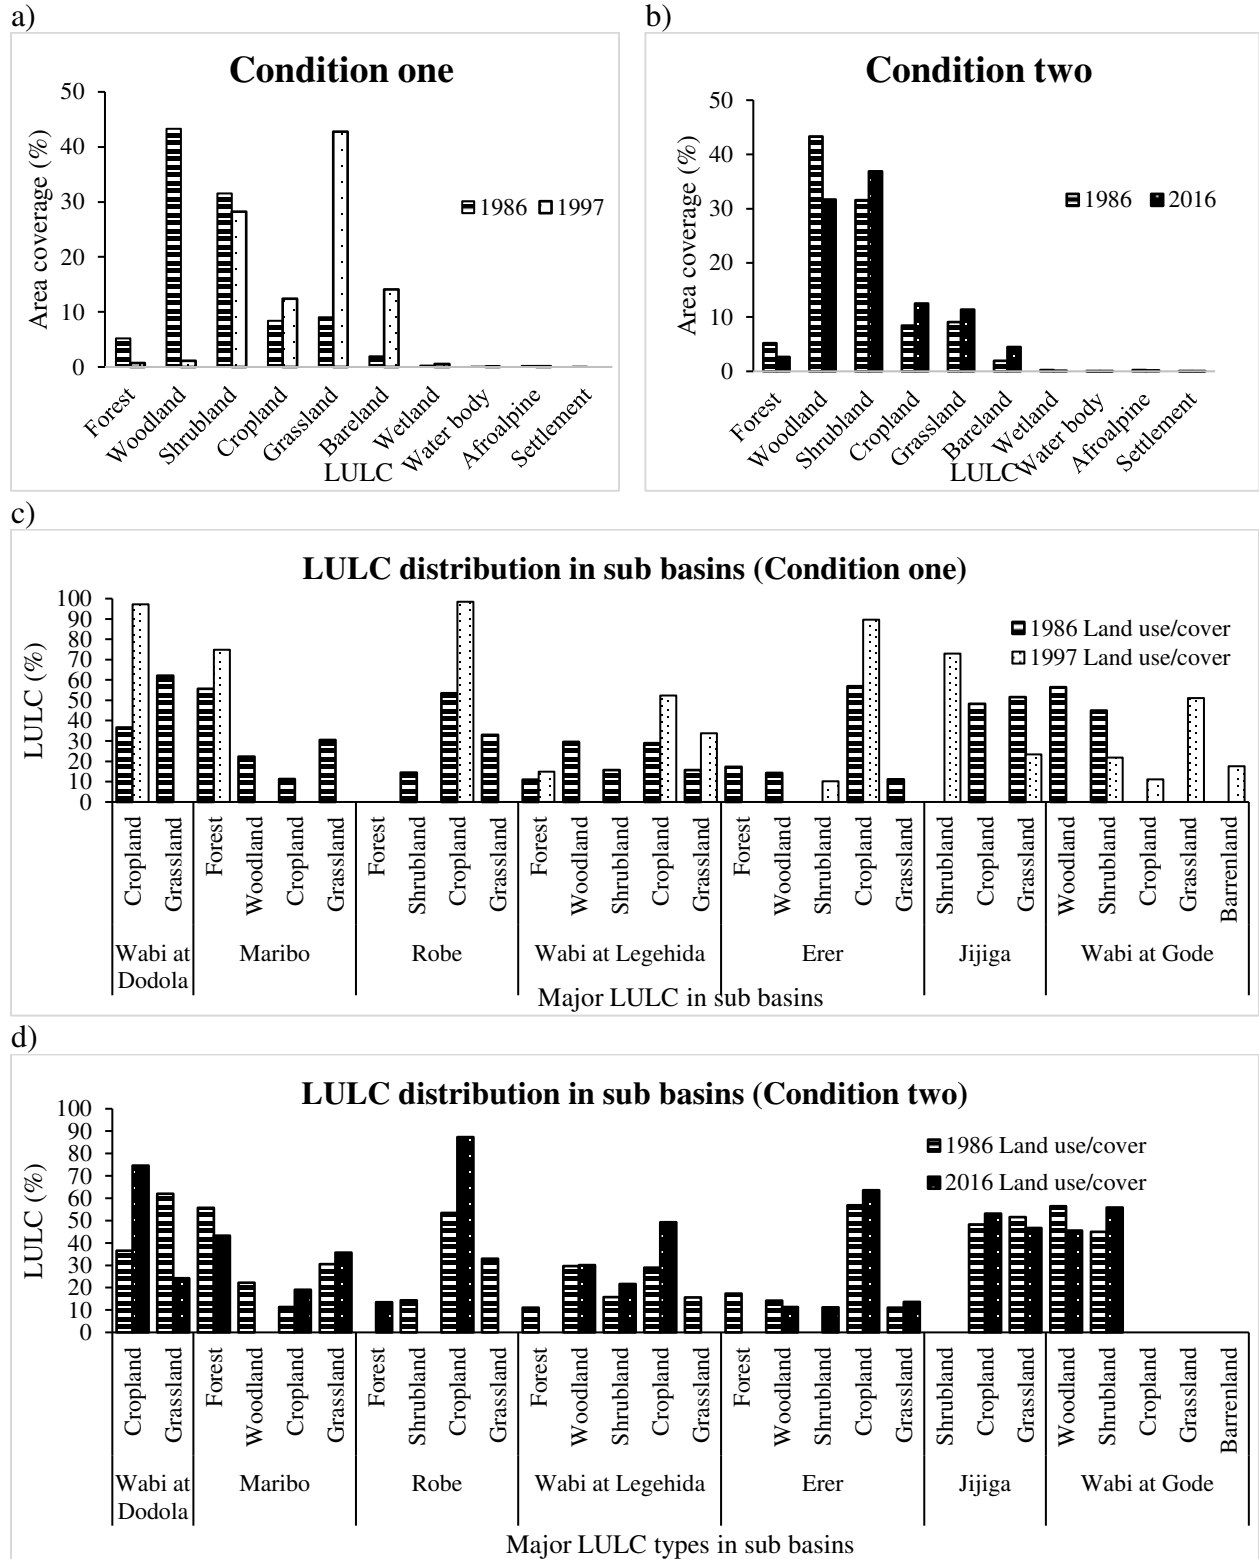 a)
Condition one
50
40
30
20
10
0
Area coverage (%)
1986 1997
Forest
Woodland
Shrubland
Cropland
Grassland
Bareland
Wetland
Water body
Afroalpine
Settlement
LULC
b)
Condition two
50
40
30
20
10
0
Area coverage (%)
1986 2016
Forest
Woodland
Shrubland
Cropland
Grassland
Bareland
Wetland
Water body
Afroalpine
Settlement
LULC
c)
LULC distribution in sub basins (Condition one)
100
90
80
70
60
50
40
30
20
10
0
LULC (%)
1986 Land use/cover
1997 Land use/cover
Cropland
Grassland
Forest
Woodland
Cropland
Grassland
Forest
Shrubland
Cropland
Grassland
Forest
Woodland
Shrubland
Cropland
Grassland
Forest
Woodland
Shrubland
Cropland
Grassland
Shrubland
Cropland
Grassland
Woodland
Shrubland
Cropland
Grassland
Barrenland
Wabi at
Dodola
Maribo
Robe
Wabi at Legehida
Erer
Jijiga
Wabi at Gode
Major LULC in sub basins
d)
LULC distribution in sub basins (Condition two)
100
90
80
70
60
50
40
30
20
10
0
LULC (%)
1986 Land use/cover
2016 Land use/cover
Cropland
Grassland
Forest
Woodland
Cropland
Grassland
Forest
Shrubland
Cropland
Grassland
Forest
Woodland
Shrubland
Cropland
Grassland
Forest
Woodland
Shrubland
Cropland
Grassland
Shrubland
Cropland
Grassland
Woodland
Shrubland
Cropland
Grassland
Barrenland
Wabi at
Dodola
Maribo
Robe
Wabi at Legehida
Erer
Jijiga
Wabi at Gode
Major LULC types in sub basins